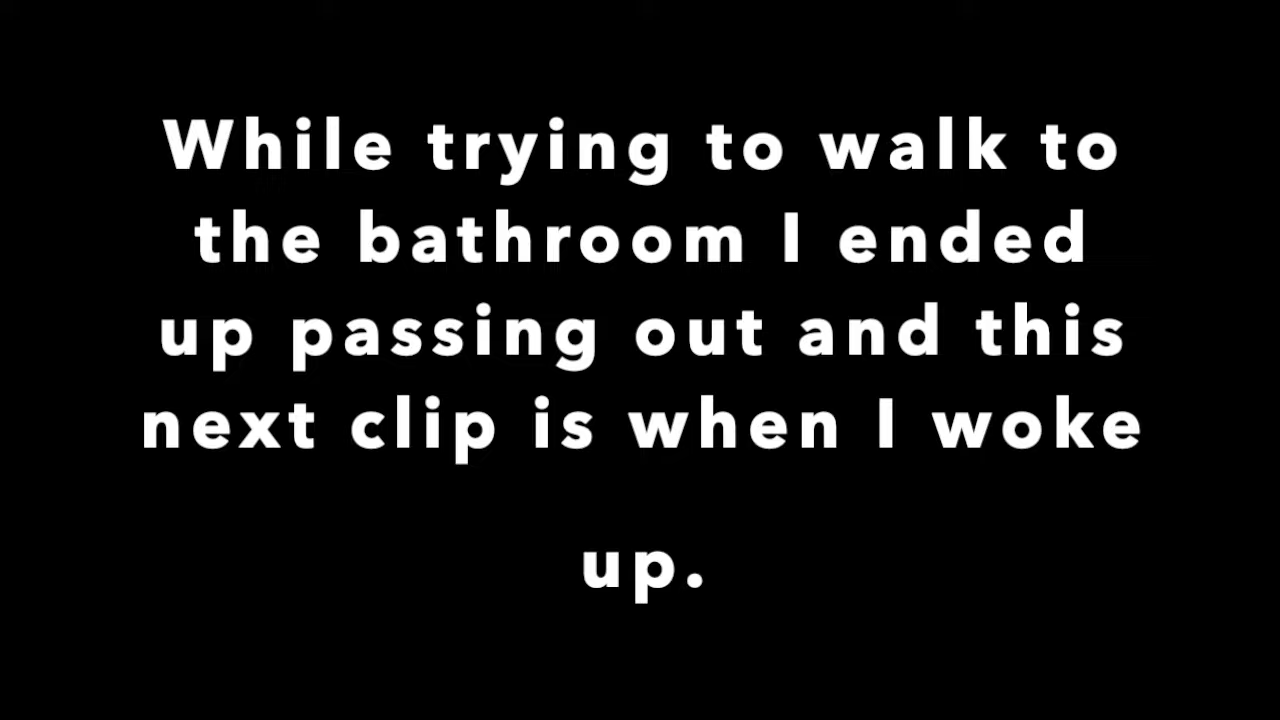 While trying to walk to
the bathroom I ended
up passing out and this
next clip is when I woke
up.